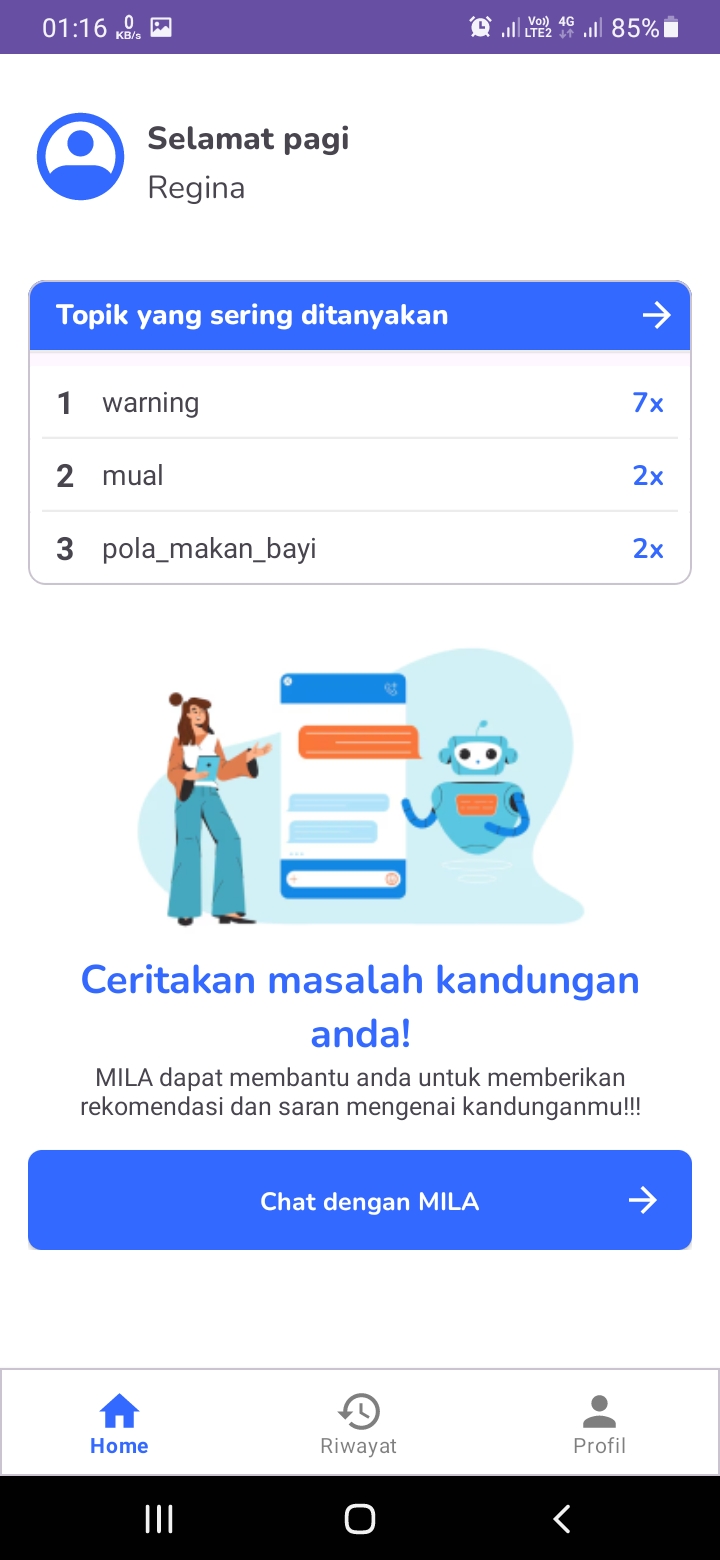 01:16 0 KB/s Vo)) LTE2 4G 85%
Selamat pagi
Regina
Topik yang sering ditanyakan
1 warning 7x
2 mual 2x
3 pola_makan_bayi 2x
Ceritakan masalah kandungan
anda!
MILA dapat membantu anda untuk memberikan
rekomendasi dan saran mengenai kandunganmu!!!
Chat dengan MILA
Home Riwayat Profil